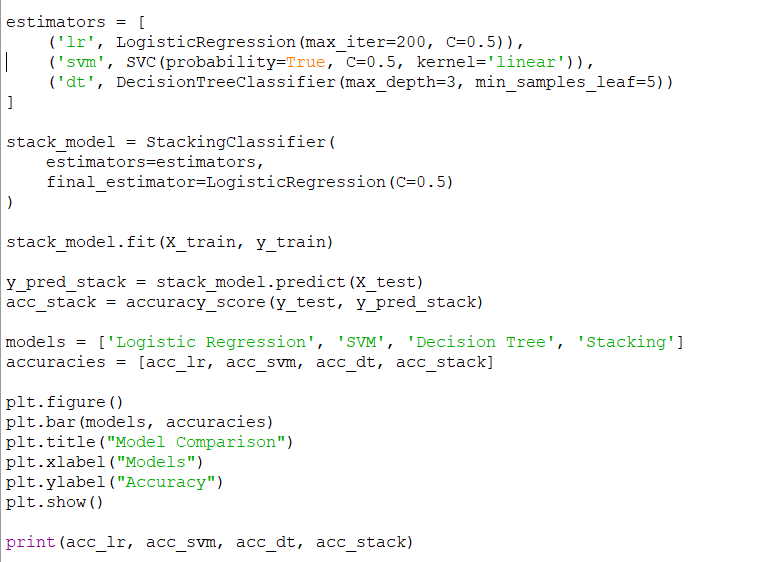 estimators = [
    ('lr', LogisticRegression(max_iter=200, C=0.5)),
    ('svm', SVC(probability=True, C=0.5, kernel='linear')),
    ('dt', DecisionTreeClassifier(max_depth=3, min_samples_leaf=5))
]

stack_model = StackingClassifier(
    estimators=estimators,
    final_estimator=LogisticRegression(C=0.5)
)

stack_model.fit(X_train, y_train)

y_pred_stack = stack_model.predict(X_test)
acc_stack = accuracy_score(y_test, y_pred_stack)

models = ['Logistic Regression', 'SVM', 'Decision Tree', 'Stacking']
accuracies = [acc_lr, acc_svm, acc_dt, acc_stack]

plt.figure()
plt.bar(models, accuracies)
plt.title("Model Comparison")
plt.xlabel("Models")
plt.ylabel("Accuracy")
plt.show()

print(acc_lr, acc_svm, acc_dt, acc_stack)